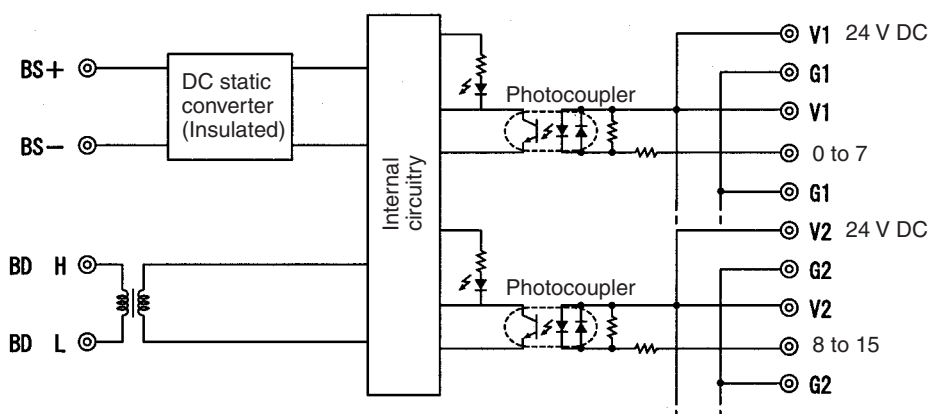 BS+
BS−
DC static
converter
(Insulated)
BD H
BD L
Internal
circuitry
Photocoupler
Photocoupler
V1 24 V DC
G1
V1
0 to 7
G1
V2 24 V DC
G2
V2
8 to 15
G2